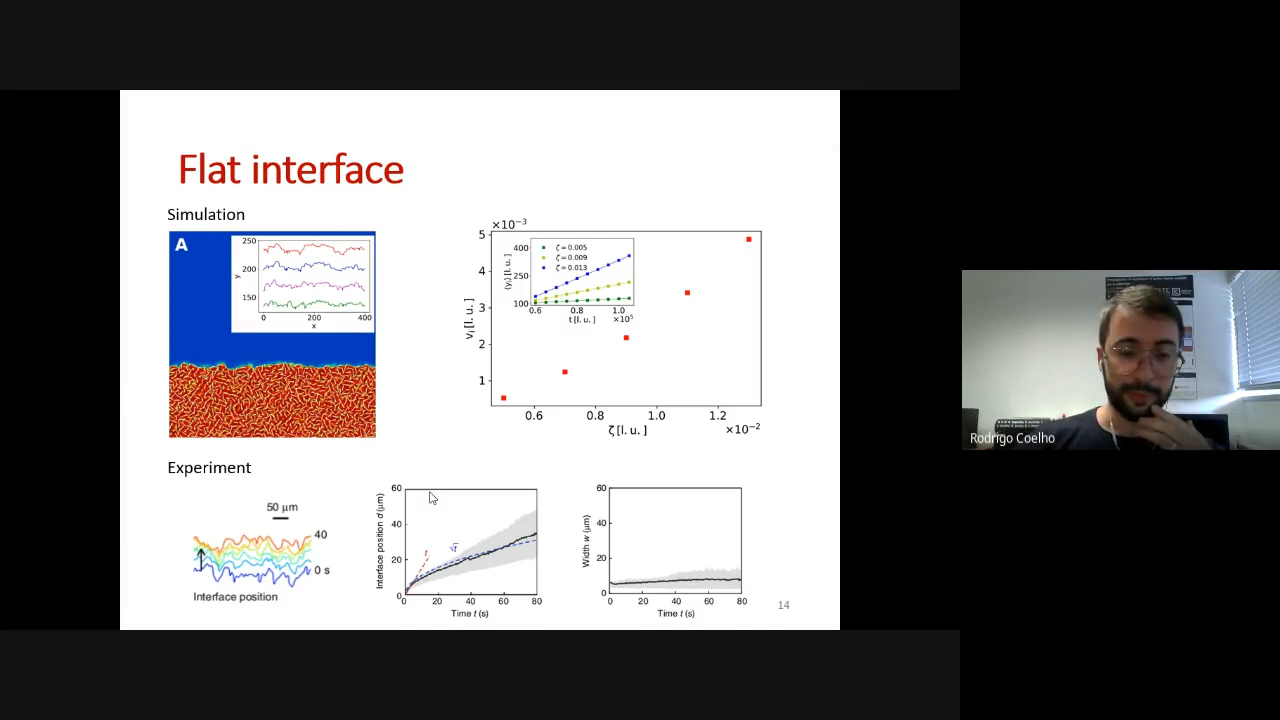 Flat interface
Simulation
A
250
200
150
y
0 200 400
x
×10⁻³
5
4
3
2
1
vᵢ [l. u.]
400
250
100
⟨yᵢ⟩ [l. u.]
ζ = 0.005
ζ = 0.009
ζ = 0.013
0.6 0.8 1.0
t [l. u.] ×10⁵
0.6 0.8 1.0 1.2
ζ [l. u.] ×10⁻²
Experiment
50 μm
40
0 s
Interface position
60
40
20
0
Interface position d (μm)
t
√t
0 20 40 60 80
Time t (s)
60
40
20
0
Width w (μm)
0 20 40 60 80
Time t (s)
14
Rodrigo Coelho